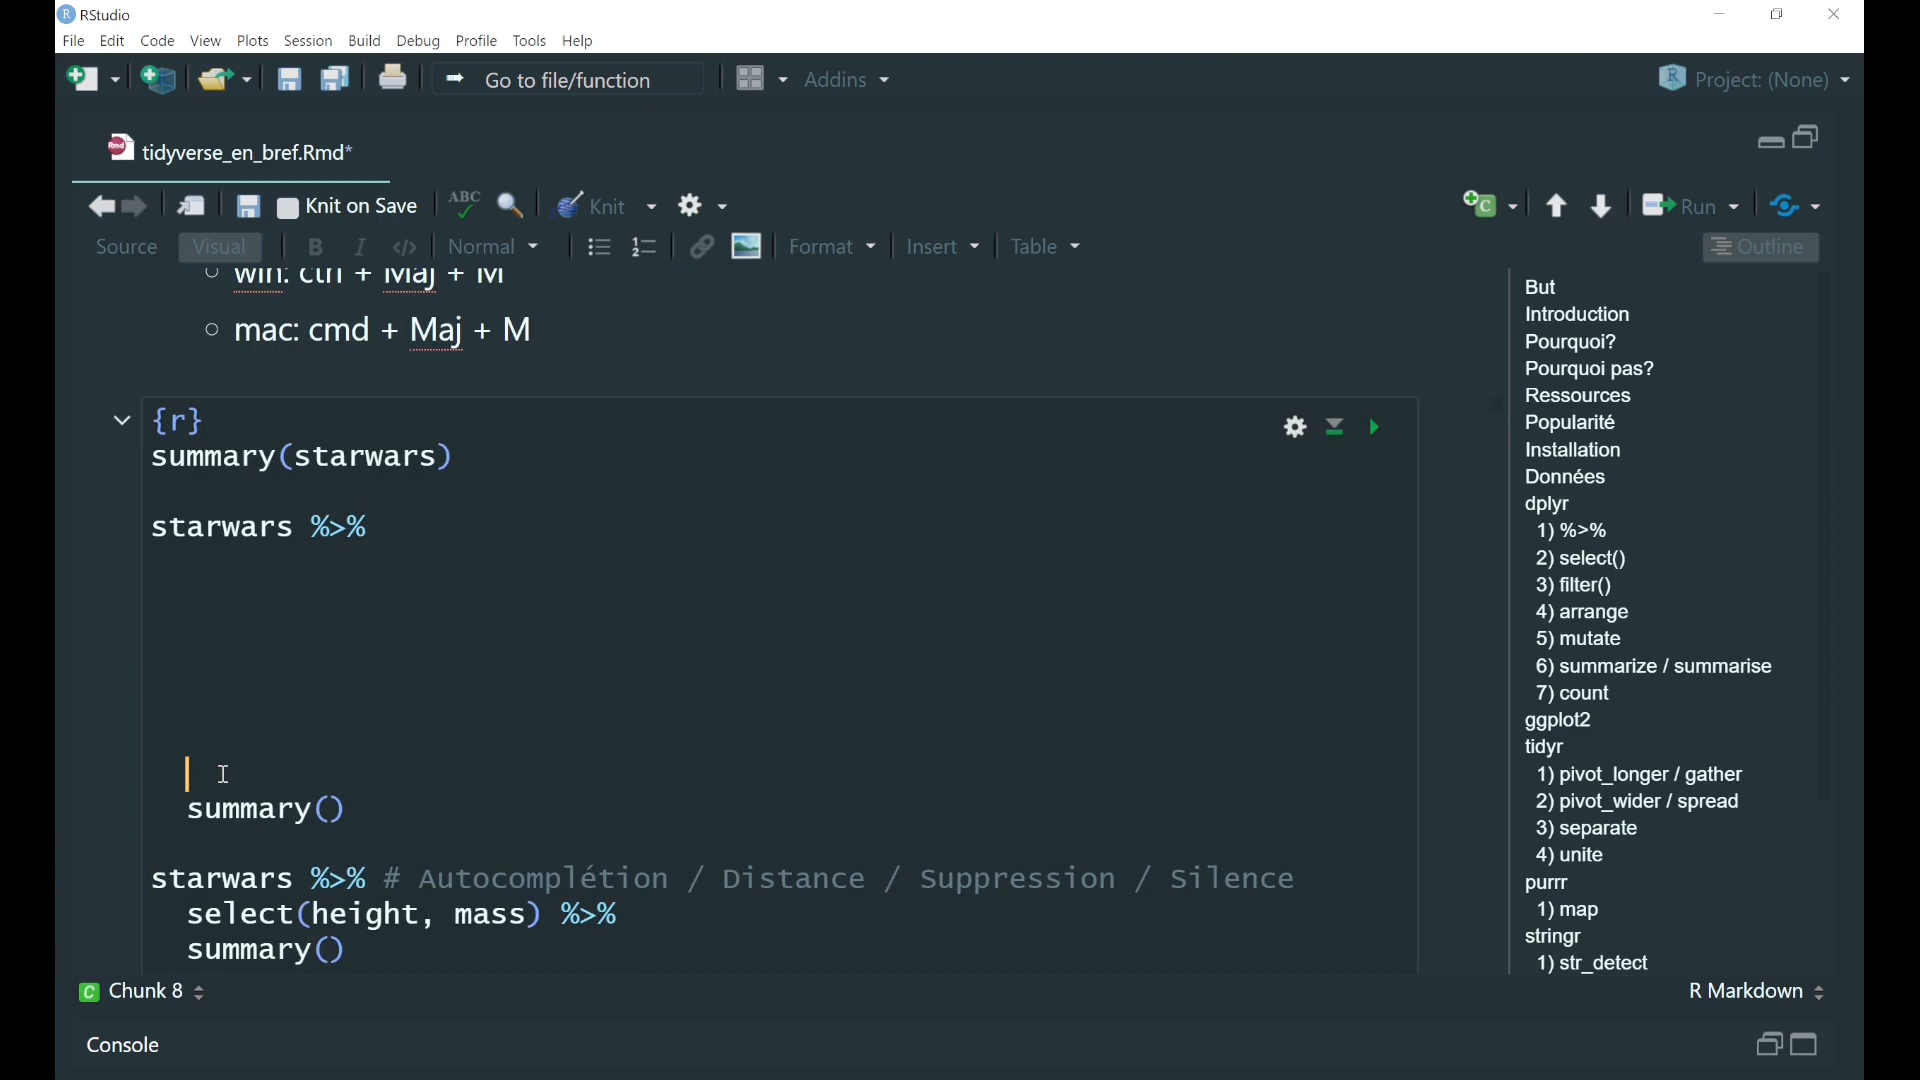 RStudio
File Edit Code View Plots Session Build Debug Profile Tools Help
Go to file/function Addins Project: (None)
tidyverse_en_bref.Rmd*
Knit on Save ABC Knit Run
Source Visual B I </> Normal Format Insert Table Outline
win: ctrl + Maj + M
mac: cmd + Maj + M
{r}
summary(starwars)
starwars %>%
summary()
starwars %>% # Autocomplétion / Distance / Suppression / Silence
select(height, mass) %>%
summary()
But
Introduction
Pourquoi?
Pourquoi pas?
Ressources
Popularité
Installation
Données
dplyr
1) %>%
2) select()
3) filter()
4) arrange
5) mutate
6) summarize / summarise
7) count
ggplot2
tidyr
1) pivot_longer / gather
2) pivot_wider / spread
3) separate
4) unite
purrr
1) map
stringr
1) str_detect
Chunk 8 R Markdown
Console